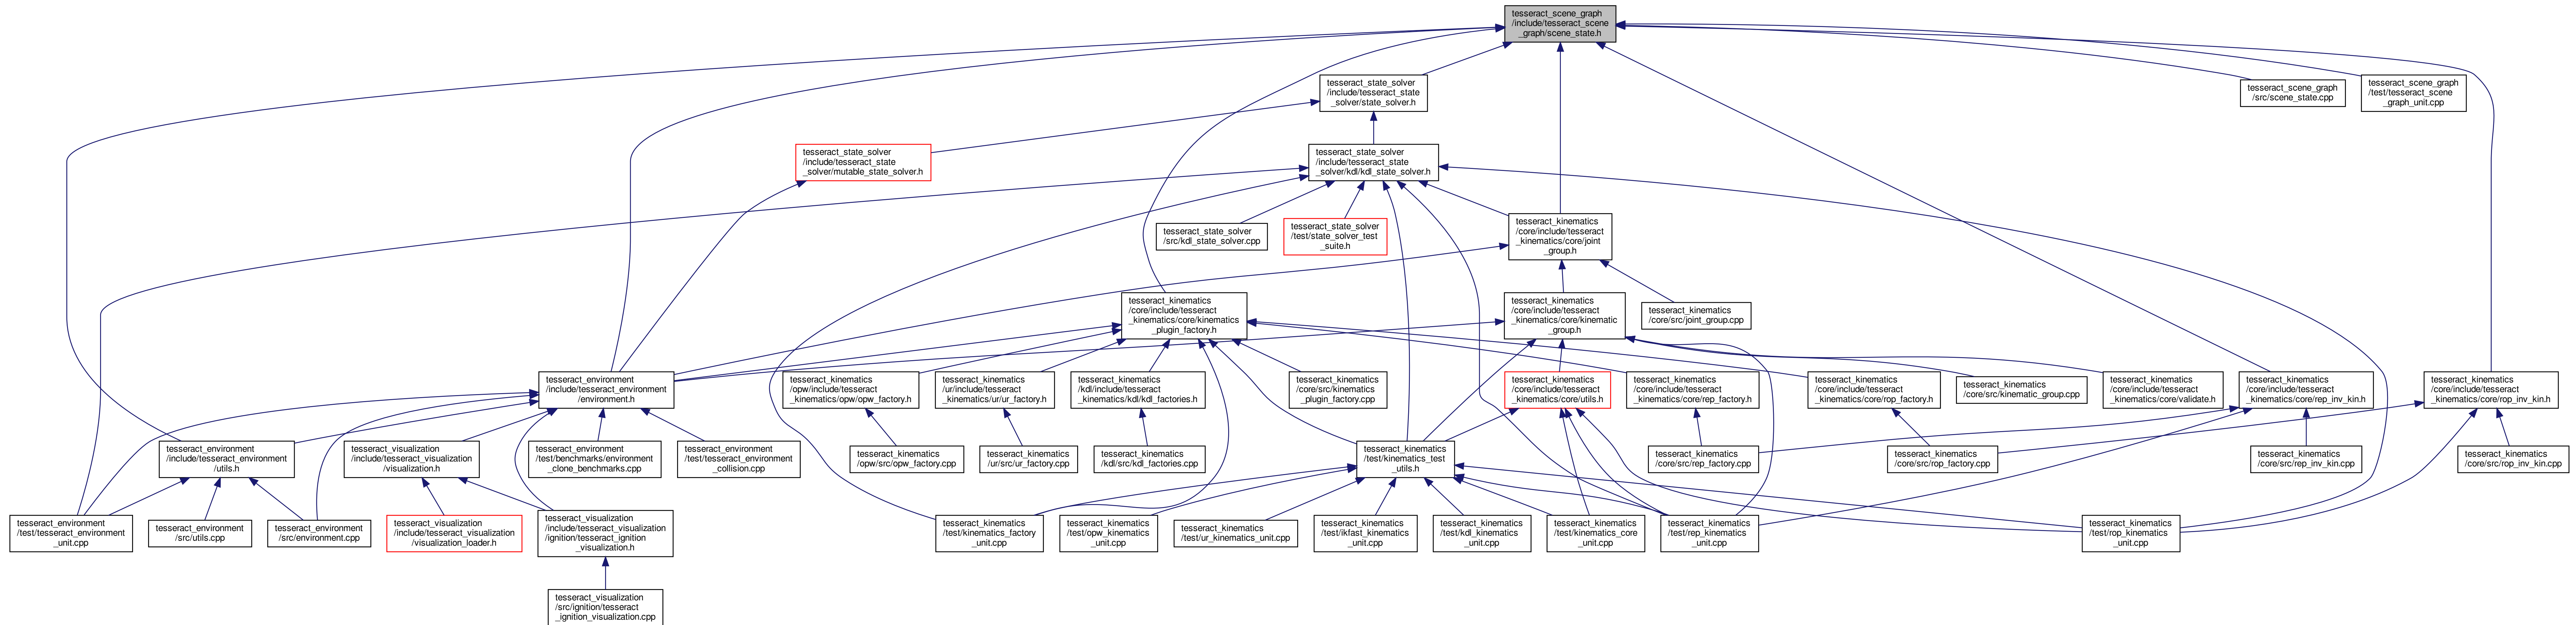 tesseract_scene_graph
/include/tesseract_scene
_graph/scene_state.h
tesseract_state_solver
/include/tesseract_state
_solver/state_solver.h
tesseract_scene_graph
/src/scene_state.cpp
tesseract_scene_graph
/test/tesseract_scene
_graph_unit.cpp
tesseract_state_solver
/include/tesseract_state
_solver/mutable_state_solver.h
tesseract_state_solver
/include/tesseract_state
_solver/kdl/kdl_state_solver.h
tesseract_state_solver
/src/kdl_state_solver.cpp
tesseract_state_solver
/test/state_solver_test
_suite.h
tesseract_kinematics
/core/include/tesseract
_kinematics/core/joint
_group.h
tesseract_kinematics
/core/include/tesseract
_kinematics/core/kinematics
_plugin_factory.h
tesseract_kinematics
/core/include/tesseract
_kinematics/core/kinematic
_group.h
tesseract_kinematics
/core/src/joint_group.cpp
tesseract_environment
/include/tesseract_environment
/environment.h
tesseract_kinematics
/opw/include/tesseract
_kinematics/opw/opw_factory.h
tesseract_kinematics
/ur/include/tesseract
_kinematics/ur/ur_factory.h
tesseract_kinematics
/kdl/include/tesseract
_kinematics/kdl/kdl_factories.h
tesseract_kinematics
/core/src/kinematics
_plugin_factory.cpp
tesseract_kinematics
/core/include/tesseract
_kinematics/core/utils.h
tesseract_kinematics
/core/include/tesseract
_kinematics/core/rep_factory.h
tesseract_kinematics
/core/include/tesseract
_kinematics/core/rop_factory.h
tesseract_kinematics
/core/src/kinematic_group.cpp
tesseract_kinematics
/core/include/tesseract
_kinematics/core/validate.h
tesseract_kinematics
/core/include/tesseract
_kinematics/core/rep_inv_kin.h
tesseract_kinematics
/core/include/tesseract
_kinematics/core/rop_inv_kin.h
tesseract_environment
/include/tesseract_environment
/utils.h
tesseract_visualization
/include/tesseract_visualization
/visualization.h
tesseract_environment
/test/benchmarks/environment
_clone_benchmarks.cpp
tesseract_environment
/test/tesseract_environment
_collision.cpp
tesseract_kinematics
/opw/src/opw_factory.cpp
tesseract_kinematics
/ur/src/ur_factory.cpp
tesseract_kinematics
/kdl/src/kdl_factories.cpp
tesseract_kinematics
/test/kinematics_test
_utils.h
tesseract_kinematics
/core/src/rep_factory.cpp
tesseract_kinematics
/core/src/rop_factory.cpp
tesseract_kinematics
/core/src/rep_inv_kin.cpp
tesseract_kinematics
/core/src/rop_inv_kin.cpp
tesseract_environment
/test/tesseract_environment
_unit.cpp
tesseract_environment
/src/utils.cpp
tesseract_environment
/src/environment.cpp
tesseract_visualization
/include/tesseract_visualization
/visualization_loader.h
tesseract_visualization
/include/tesseract_visualization
/ignition/tesseract_ignition
_visualization.h
tesseract_kinematics
/test/kinematics_factory
_unit.cpp
tesseract_kinematics
/test/opw_kinematics
_unit.cpp
tesseract_kinematics
/test/ur_kinematics_unit.cpp
tesseract_kinematics
/test/ikfast_kinematics
_unit.cpp
tesseract_kinematics
/test/kdl_kinematics
_unit.cpp
tesseract_kinematics
/test/kinematics_core
_unit.cpp
tesseract_kinematics
/test/rep_kinematics
_unit.cpp
tesseract_kinematics
/test/rop_kinematics
_unit.cpp
tesseract_visualization
/src/ignition/tesseract
_ignition_visualization.cpp